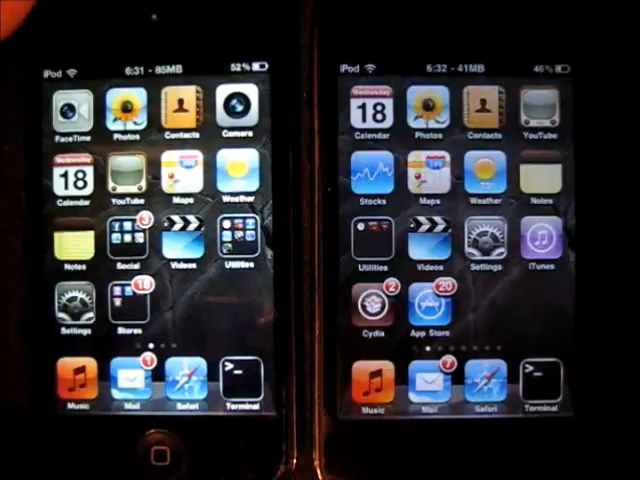 iPod 6:31 - 85MB 52%
FaceTime Photos Contacts Camera
Wednesday
18
Calendar YouTube Maps Weather
3
Notes Social Videos Utilities
18
Settings Stores
1
Music Mail Safari Terminal
iPod 6:32 - 41MB 46%
Wednesday
18
Calendar Photos Contacts YouTube
Stocks Maps Weather Notes
Utilities Videos Settings iTunes
2 20
Cydia App Store
7
Music Mail Safari Terminal